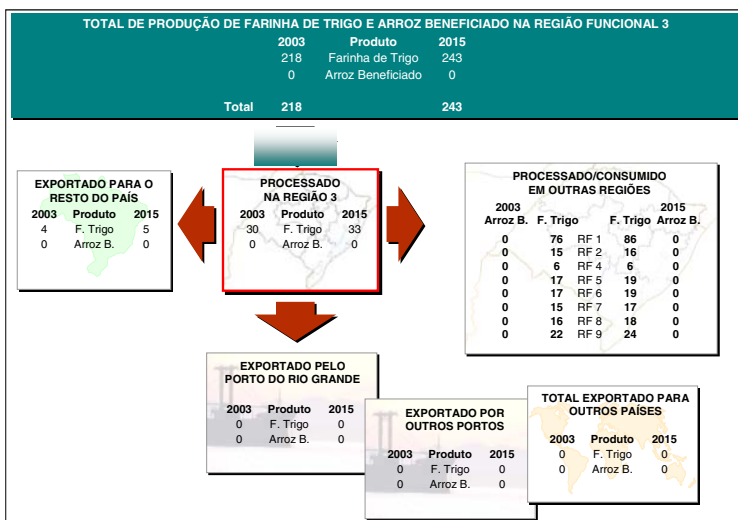 TOTAL DE PRODUÇÃO DE FARINHA DE TRIGO E ARROZ BENEFICIADO NA REGIÃO FUNCIONAL 3
2003 Produto 2015
218 Farinha de Trigo 243
0 Arroz Beneficiado 0
Total 218 243
EXPORTADO PARA O
RESTO DO PAÍS
2003 Produto 2015
4 F. Trigo 5
0 Arroz B. 0
PROCESSADO
NA REGIÃO 3
2003 Produto 2015
30 F. Trigo 33
0 Arroz B. 0
PROCESSADO/CONSUMIDO
EM OUTRAS REGIÕES
2003 2015
Arroz B. F. Trigo F. Trigo Arroz B.
0 76 RF 1 86 0
0 15 RF 2 16 0
0 6 RF 4 6 0
0 17 RF 5 19 0
0 17 RF 6 19 0
0 15 RF 7 17 0
0 16 RF 8 18 0
0 22 RF 9 24 0
EXPORTADO PELO
PORTO DO RIO GRANDE
2003 Produto 2015
0 F. Trigo 0
0 Arroz B. 0
EXPORTADO POR
OUTROS PORTOS
2003 Produto 2015
0 F. Trigo 0
0 Arroz B. 0
TOTAL EXPORTADO PARA
OUTROS PAÍSES
2003 Produto 2015
0 F. Trigo 0
0 Arroz B. 0